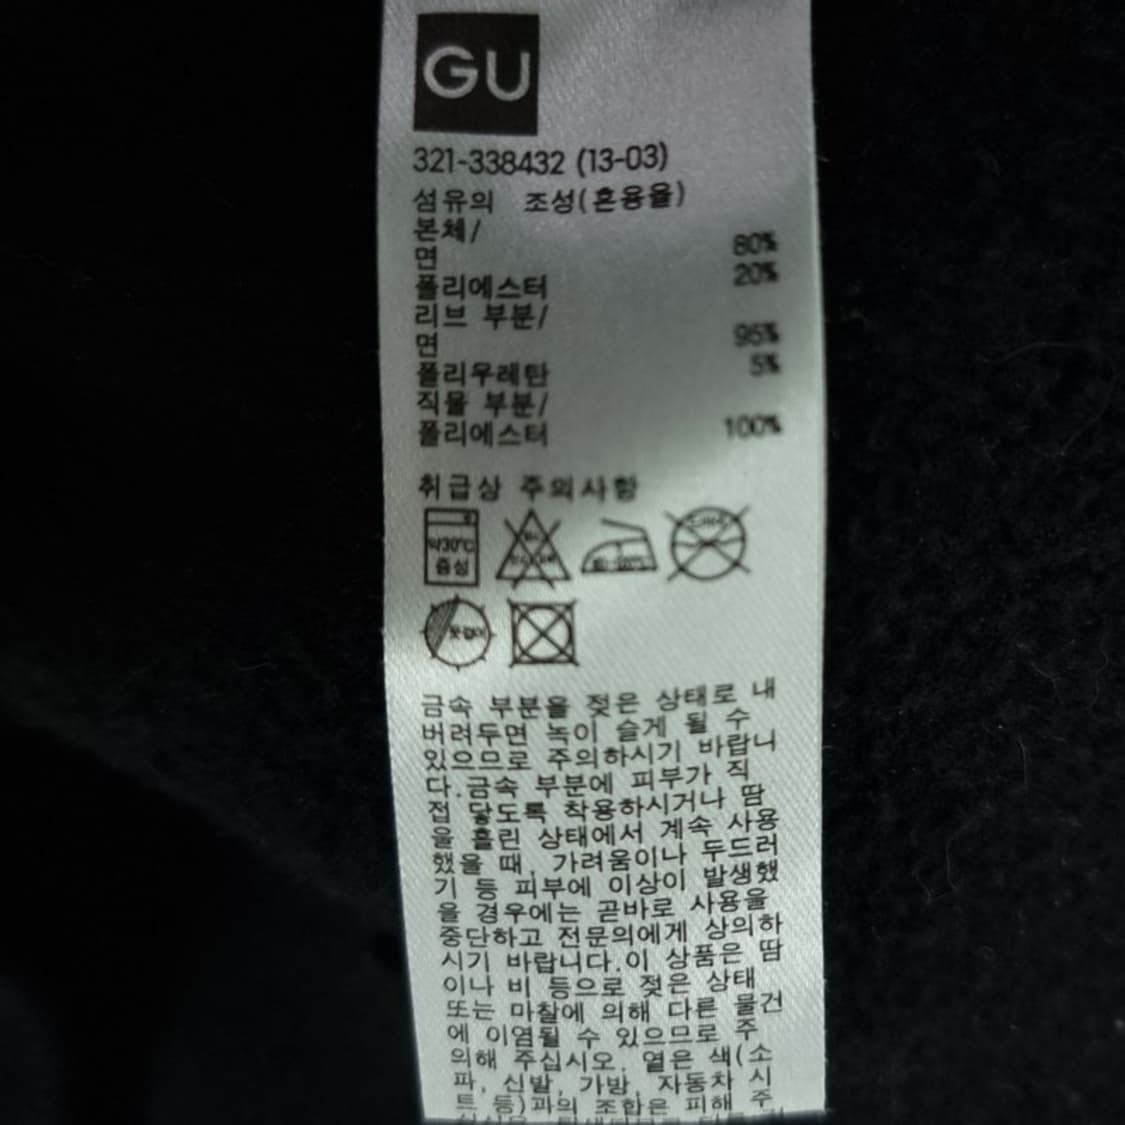 GU
321-338432 (13-03)
섬유의 조성(혼용율)
본체/
면 80%
폴리에스터 20%
리브 부분/
면 95%
폴리우레탄 5%
직물 부분/
폴리에스터 100%
취급상 주의사항
약30℃
중성
드라이
뉘어서
금속 부분을 젖은 상태로 내
버려두면 녹이 슬게 될 수
있으므로 주의하시기 바랍니
다.금속 부분에 피부가 직
접 닿도록 착용하시거나 땀
을 흘린 상태에서 계속 사용
했을 때, 가려움이나 두드러
기 등 피부에 이상이 발생했
을 경우에는 곧바로 사용을
중단하고 전문의에게 상의하
시기 바랍니다.이 상품은 땀
이나 비 등으로 젖은 상태
또는 마찰에 의해 다른 물건
에 이염될 수 있으므로 주
의해 주십시오. 옅은 색(소
파, 신발, 가방, 자동차 시
트 등)과의 조합은 피해 주